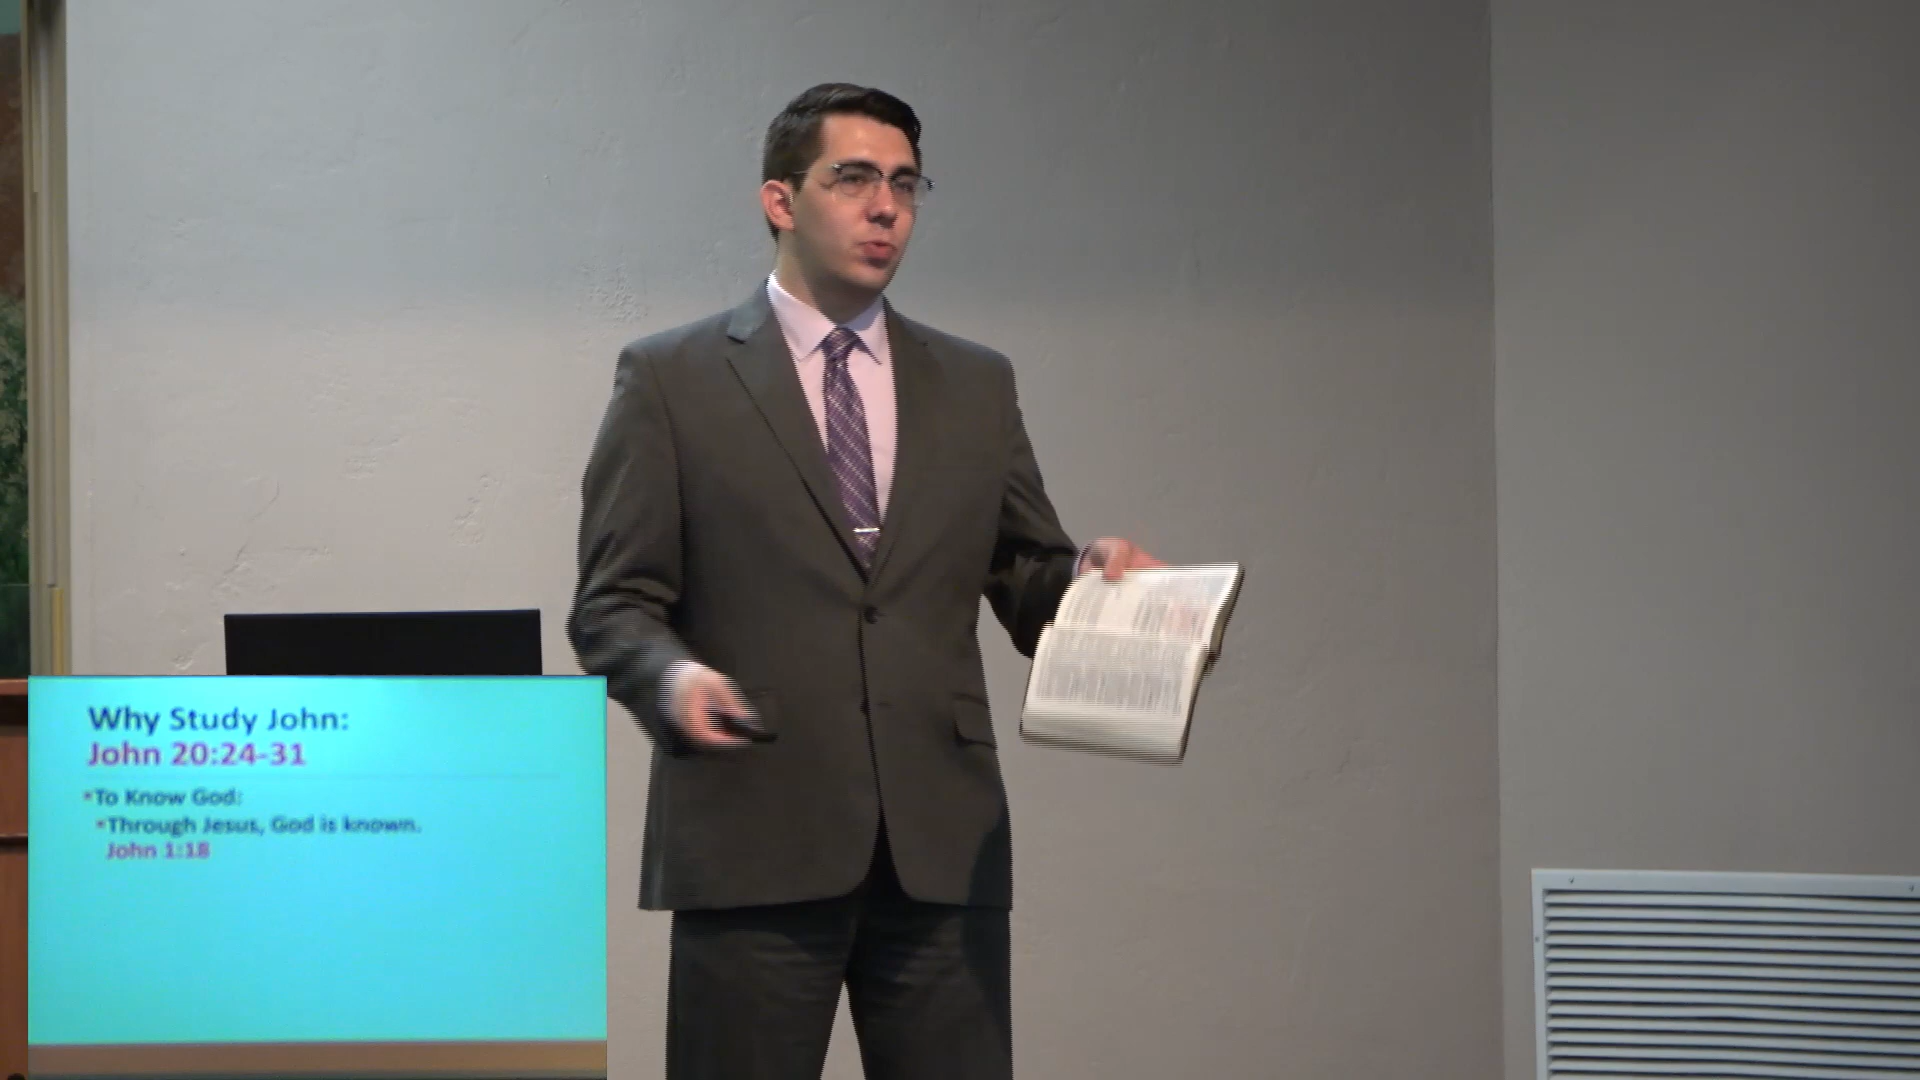 Why Study John:
John 20:24-31
▪To Know God:
▪Through Jesus, God is known.
John 1:18